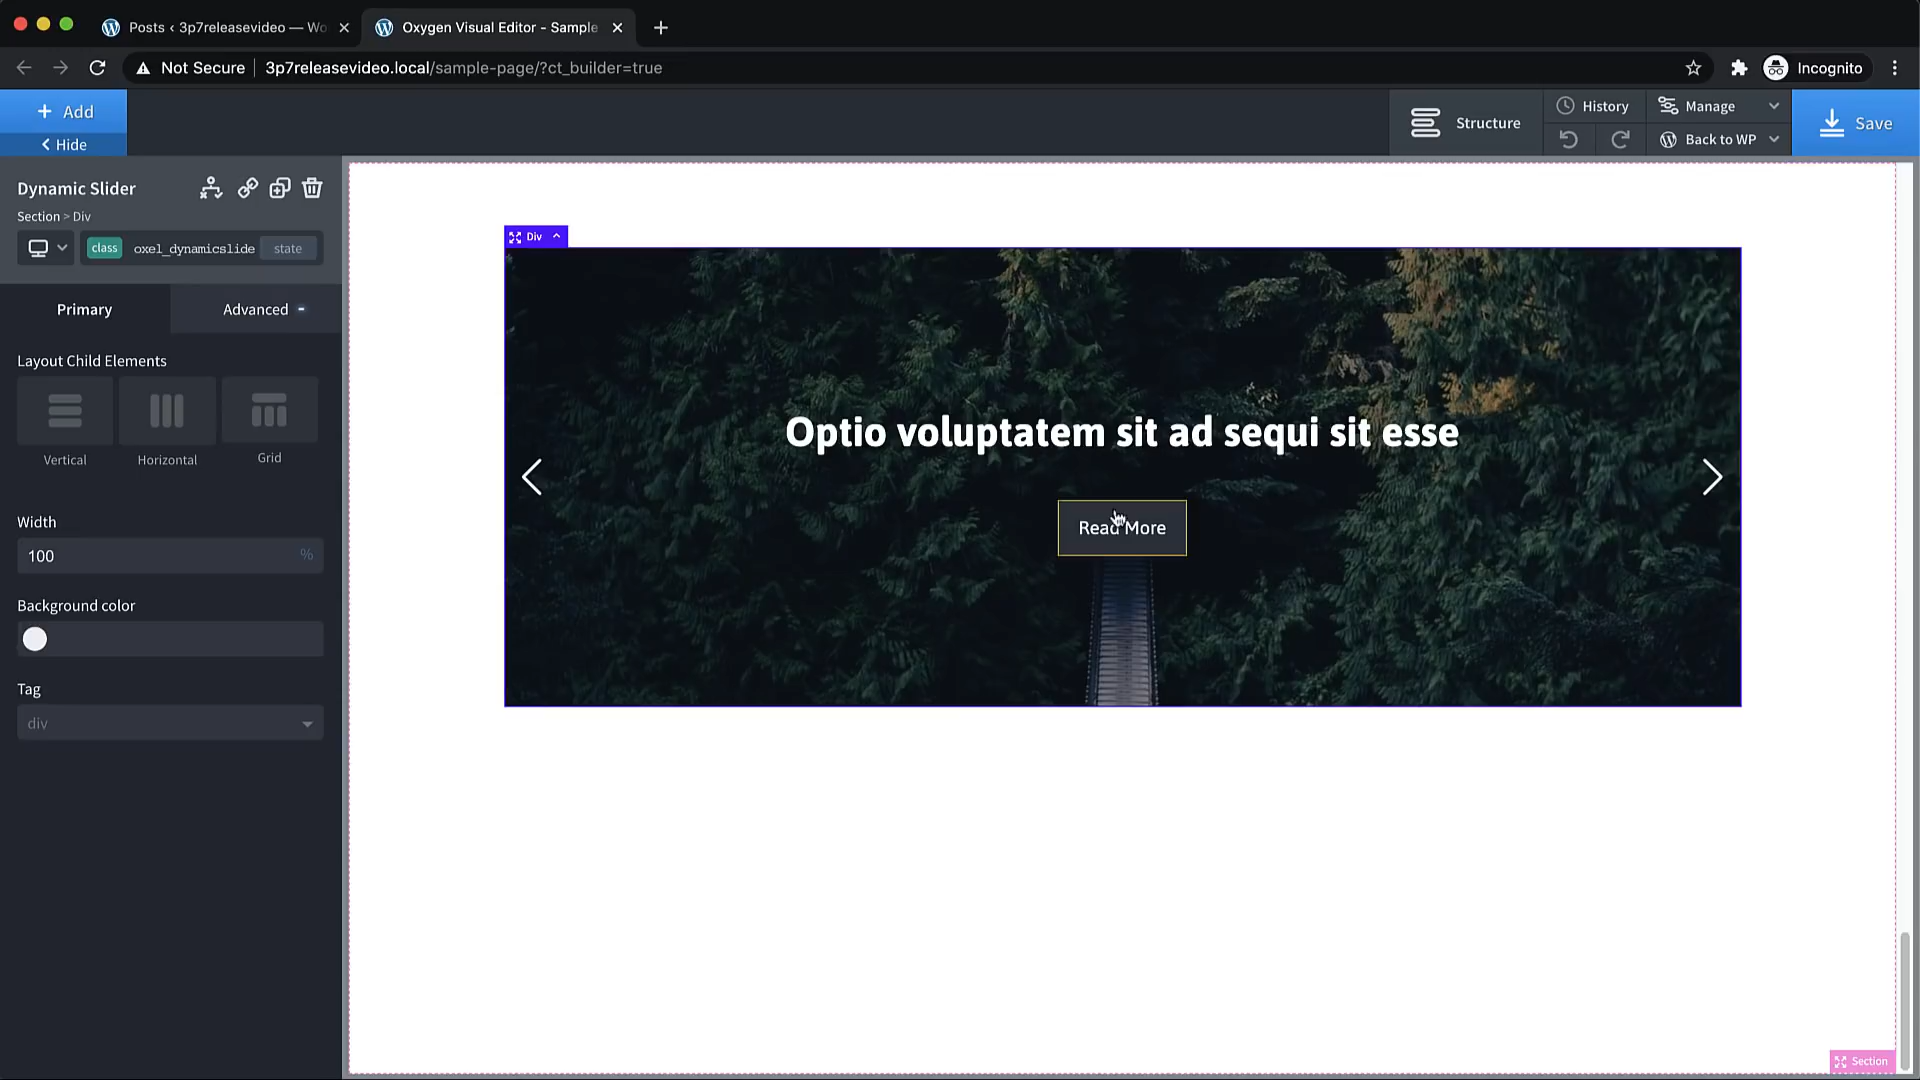 Posts ‹ 3p7releasevideo — Wo
Oxygen Visual Editor - Sample
Not Secure
3p7releasevideo.local/sample-page/?ct_builder=true
Incognito
+ Add
Hide
Structure
History
Manage
Back to WP
Save
Dynamic Slider
Section > Div
class oxel_dynamicslide state
Primary
Advanced
Layout Child Elements
Vertical
Horizontal
Grid
Width
100 %
Background color
Tag
div
Div
Optio voluptatem sit ad sequi sit esse
Read More
Section